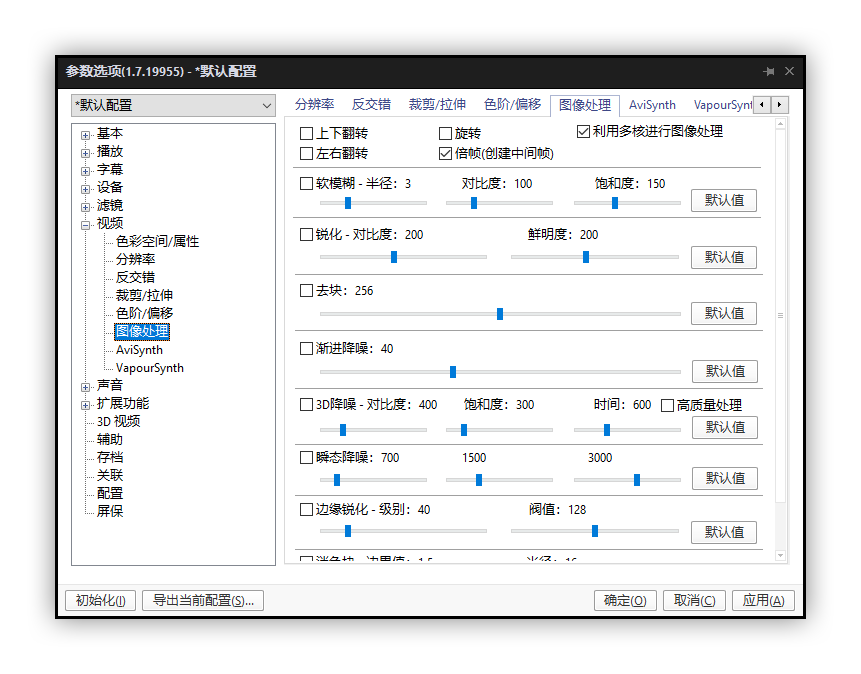 参数选项(1.7.19955) - *默认配置
*默认配置
基本
播放
字幕
设备
滤镜
视频
色彩空间/属性
分辨率
反交错
裁剪/拉伸
色阶/偏移
图像处理
AviSynth
VapourSynth
声音
扩展功能
3D 视频
辅助
存档
关联
配置
屏保
分辨率 反交错 裁剪/拉伸 色阶/偏移 图像处理 AviSynth VapourSynt
上下翻转 旋转 利用多核进行图像处理
左右翻转 倍帧(创建中间帧)
软模糊 - 半径：3 对比度：100 饱和度：150
默认值
锐化 - 对比度：200 鲜明度：200
默认值
去块：256
默认值
渐进降噪：40
默认值
3D降噪 - 对比度：400 饱和度：300 时间：600 高质量处理
默认值
瞬态降噪：700 1500 3000
默认值
边缘锐化 - 级别：40 阀值：128
默认值
初始化(I) 导出当前配置(S)... 确定(O) 取消(C) 应用(A)